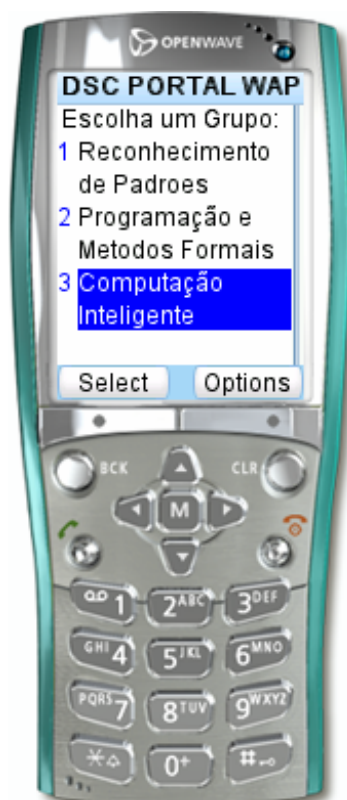 OPENWAVE
DSC PORTAL WAP
Escolha um Grupo:
1 Reconhecimento
de Padroes
2 Programação e
Metodos Formais
3 Computação
Inteligente
Select Options
BCK CLR
M
1 2ABC 3DEF
GHI4 5JKL 6MNO
PQRS7 8TUV 9WXYZ
* 0+ #